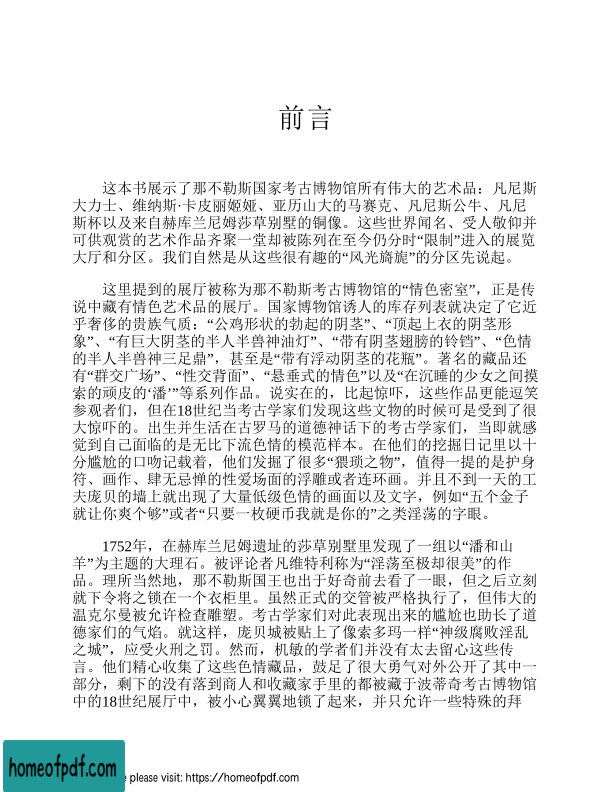 前言
这本书展示了那不勒斯国家考古博物馆所有伟大的艺术品：凡尼斯
大力士、维纳斯·卡皮丽姬娅、亚历山大的马赛克、凡尼斯公牛、凡尼
斯杯以及来自赫库兰尼姆莎草别墅的铜像。这些世界闻名、受人敬仰并
可供观赏的艺术作品齐聚一堂却被陈列在至今仍分时“限制”进入的展览
大厅和分区。我们自然是从这些很有趣的“风光旖旎”的分区先说起。
这里提到的展厅被称为那不勒斯考古博物馆的“情色密室”，正是传
说中藏有情色艺术品的展厅。国家博物馆诱人的库存列表就决定了它近
乎奢侈的贵族气质：“公鸡形状的勃起的阴茎”、“顶起上衣的阴茎形
象”、“有巨大阴茎的半人半兽神油灯”、“带有阴茎翅膀的铃铛”、“色情
的半人半兽神三足鼎”，甚至是“带有浮动阴茎的花瓶”。著名的藏品还
有“群交广场”、“性交背面”、“悬垂式的情色”以及“在沉睡的少女之间摸
索的顽皮的‘潘’”等系列作品。说实在的，比起惊吓，这些作品更能逗笑
参观者们，但在18世纪当考古学家们发现这些文物的时候可是受到了很
大惊吓的。出生并生活在古罗马的道德神话下的考古学家们，当即就感
觉到自己面临的是无比下流色情的模范样本。在他们的挖掘日记里以十
分尴尬的口吻记载着，他们发掘了很多“猥琐之物”，值得一提的是护身
符、画作、肆无忌惮的性爱场面的浮雕或者连环画。并且不到一天的工
夫庞贝的墙上就出现了大量低级色情的画面以及文字，例如“五个金子
就让你爽个够”或者“只要一枚硬币我就是你的”之类淫荡的字眼。
1752年，在赫库兰尼姆遗址的莎草别墅里发现了一组以“潘和山
羊”为主题的大理石。被评论者凡维特利称为“淫荡至极却很美”的作
品。理所当然地，那不勒斯国王也出于好奇前去看了一眼，但之后立刻
就下令将之锁在一个衣柜里。虽然正式的交管被严格执行了，但伟大的
温克尔曼被允许检查雕塑。考古学家们对此表现出来的尴尬也助长了道
德家们的气焰。就这样，庞贝城被贴上了像索多玛一样“神级腐败淫乱
之城”，应受火刑之罚。然而，机敏的学者们并没有太去留心这些传
言。他们精心收集了这些色情藏品，鼓足了很大勇气对外公开了其中一
部分，剩下的没有落到商人和收藏家手里的都被藏于波蒂奇考古博物馆
中的18世纪展厅中，被小心翼翼地锁了起来，并只允许一些特殊的拜
homeofpdf.com
e please visit: https://homeofpdf.com